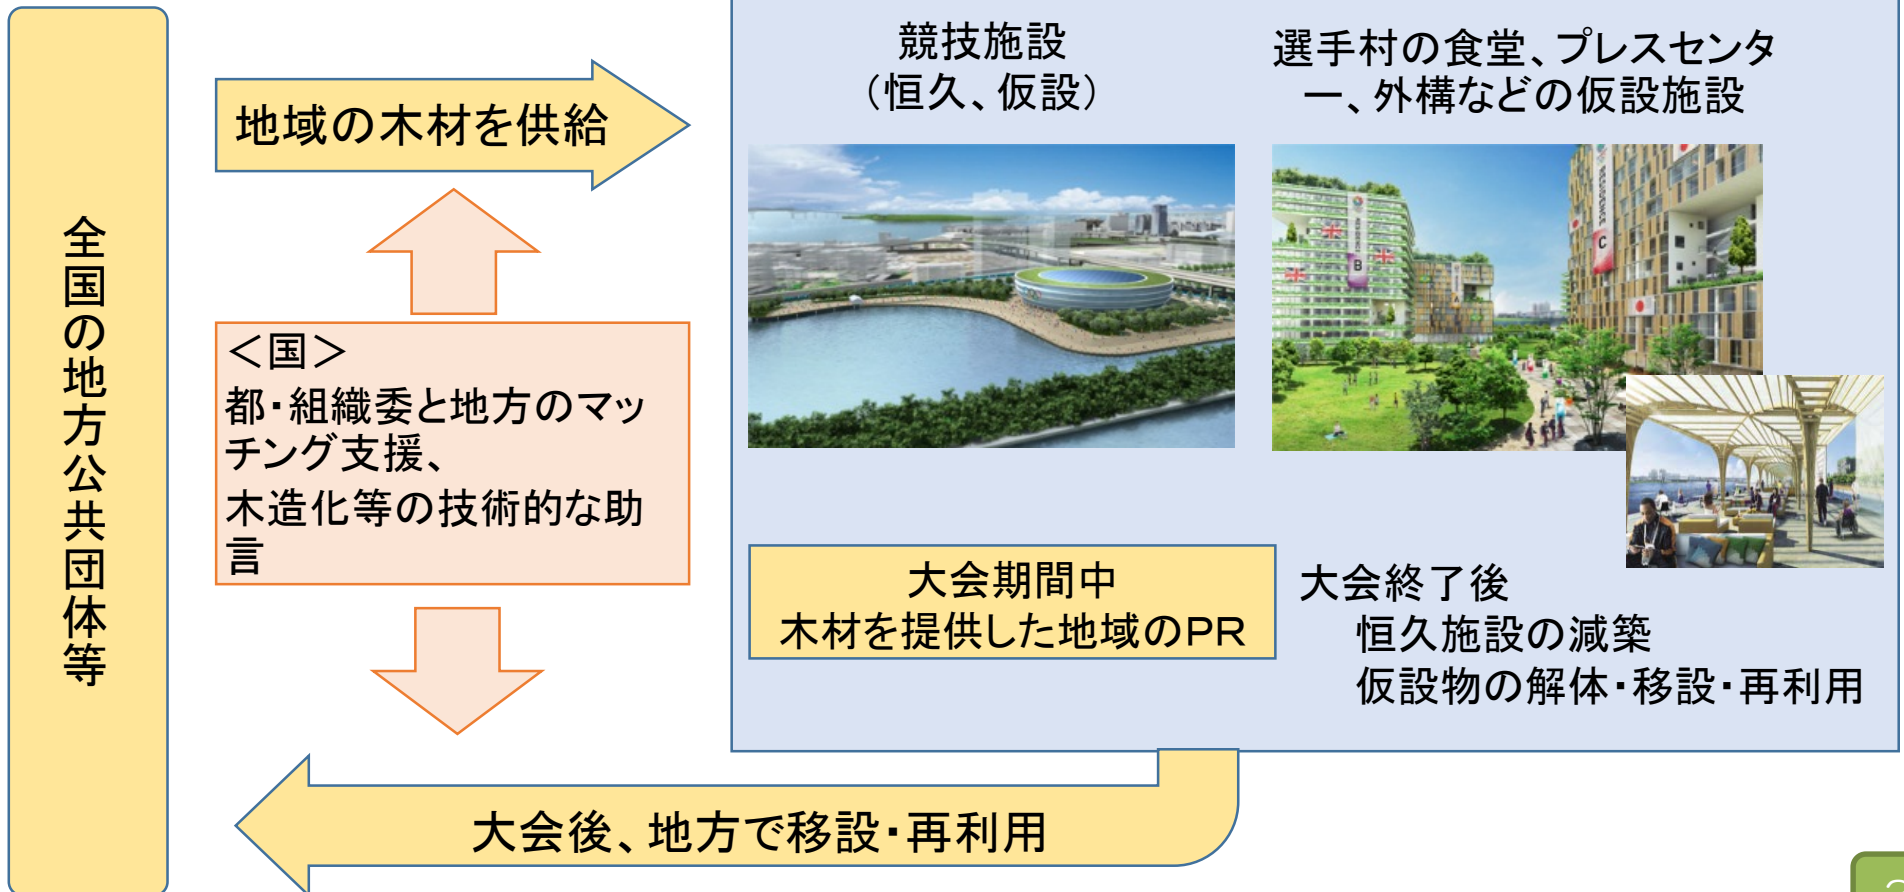 全国の地方公共団体等
地域の木材を供給
＜国＞
都・組織委と地方のマッ
チング支援、
木造化等の技術的な助
言
競技施設
（恒久、仮設）
選手村の食堂、プレスセンタ
ー、外構などの仮設施設
B
C
大会期間中
木材を提供した地域のPR
大会終了後
恒久施設の減築
仮設物の解体・移設・再利用
大会後、地方で移設・再利用